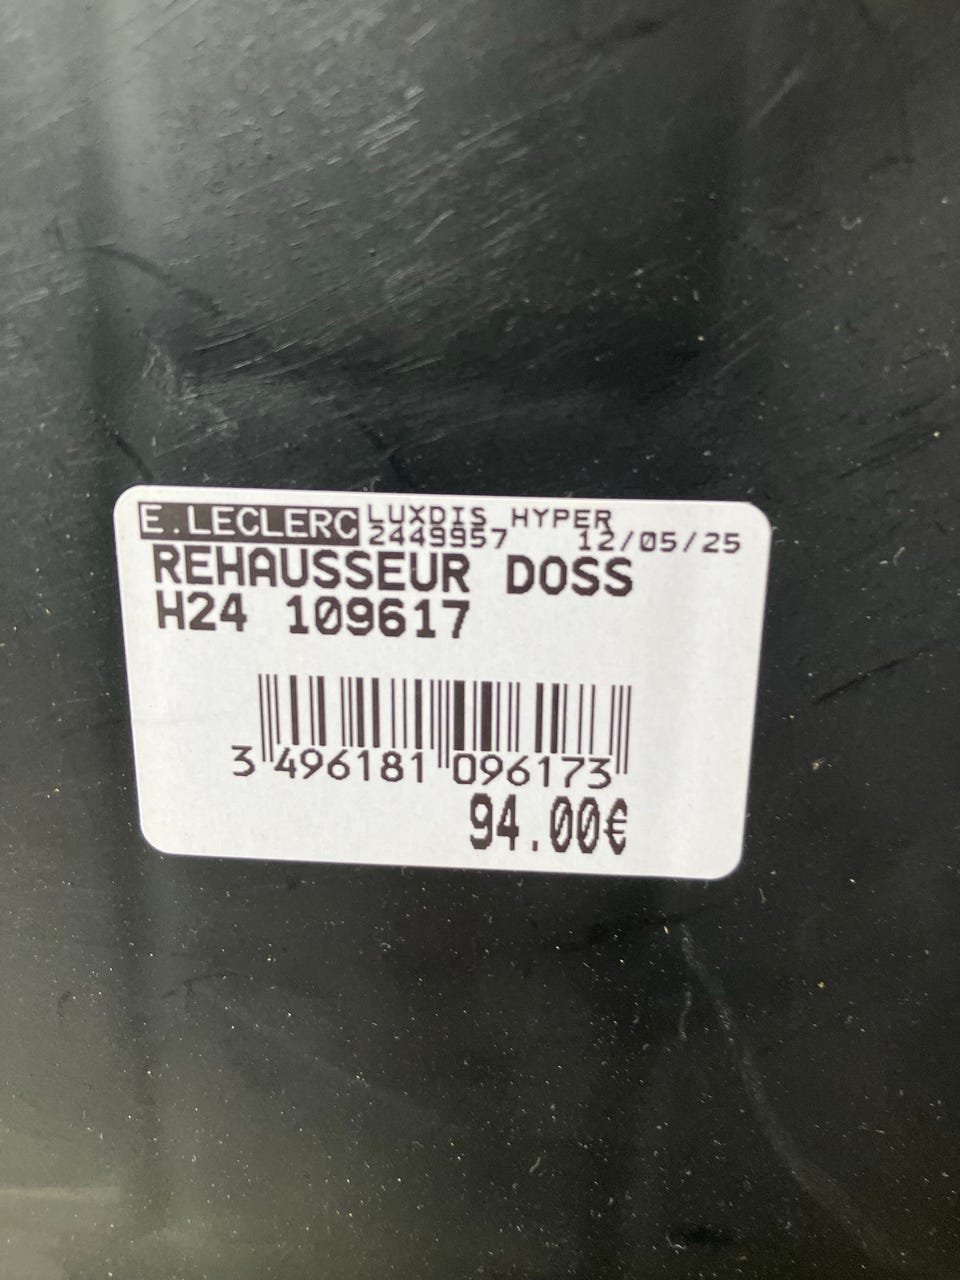 E.LECLERC LUXDIS HYPER
2449957 12/05/25
REHAUSSEUR DOSS
H24 109617
3 496181 096173
94.00€